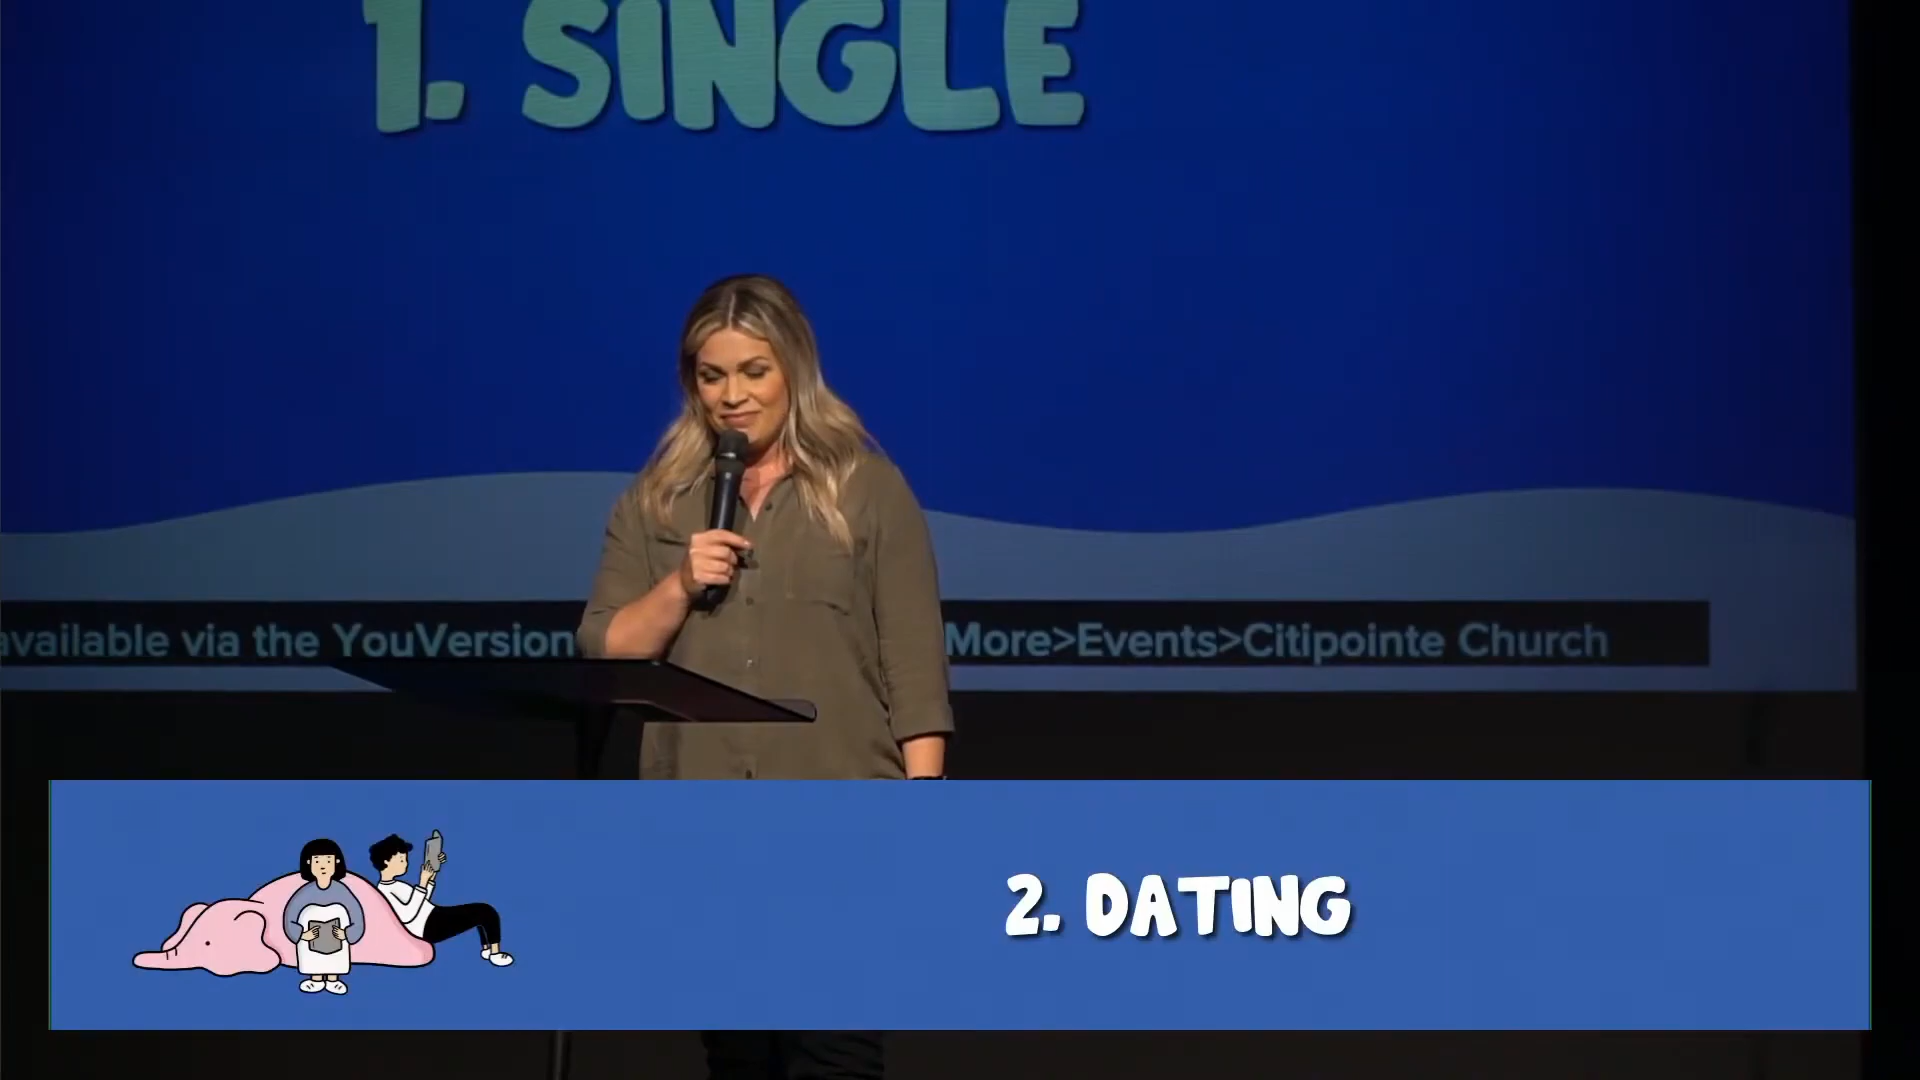 1. SINGLE
available via the YouVersion More>Events>Citipointe Church
2. DATING